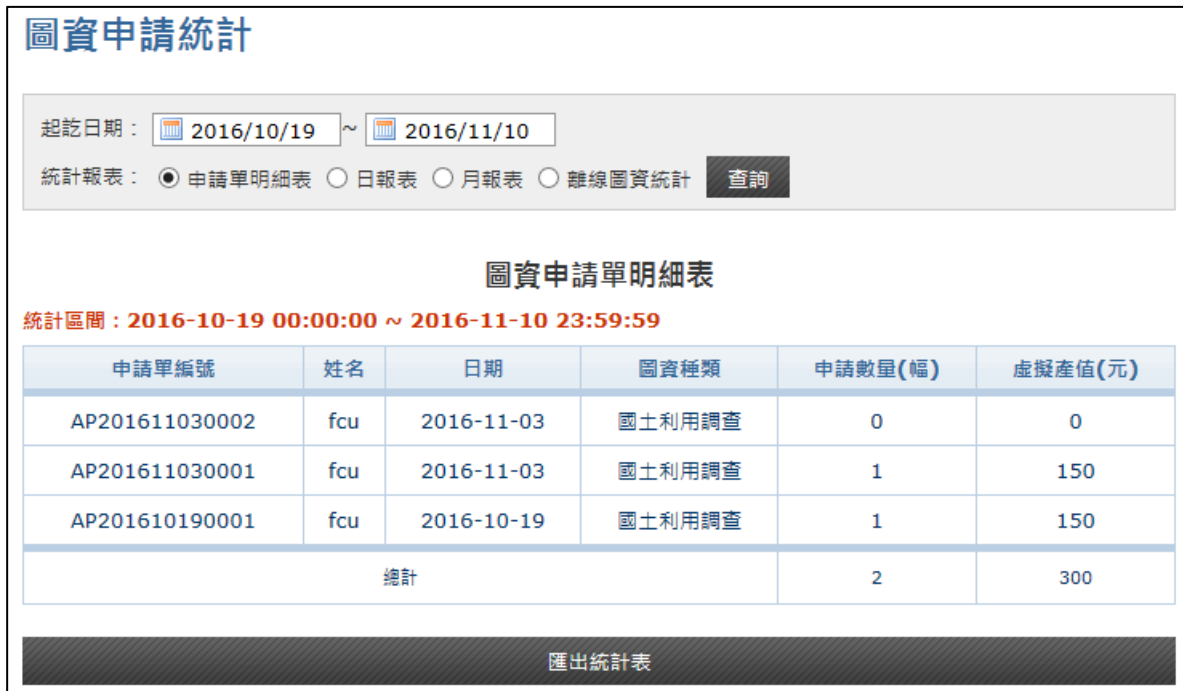 圖資申請統計
起訖日期： 2016/10/19 ~ 2016/11/10
統計報表： 申請單明細表 日報表 月報表 離線圖資統計 查詢
圖資申請單明細表
統計區間：2016-10-19 00:00:00 ~ 2016-11-10 23:59:59
申請單編號 姓名 日期 圖資種類 申請數量(幅) 虛擬產值(元)
AP201611030002 fcu 2016-11-03 國土利用調查 0 0
AP201611030001 fcu 2016-11-03 國土利用調查 1 150
AP201610190001 fcu 2016-10-19 國土利用調查 1 150
總計 2 300
匯出統計表